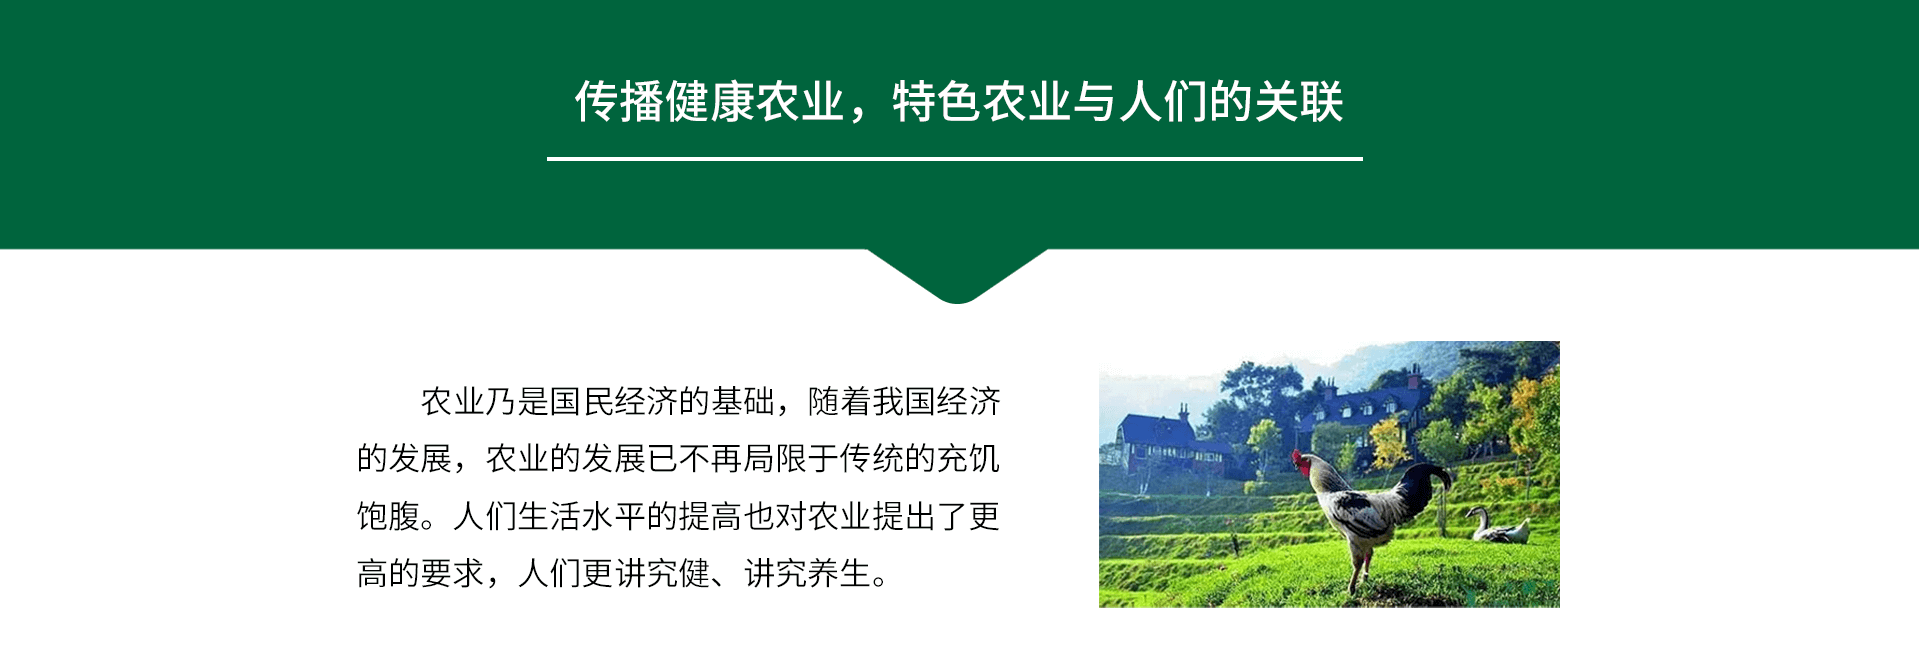 传播健康农业，特色农业与人们的关联
农业乃是国民经济的基础，随着我国经济
的发展，农业的发展已不再局限于传统的充饥
饱腹。人们生活水平的提高也对农业提出了更
高的要求，人们更讲究健、讲究养生。